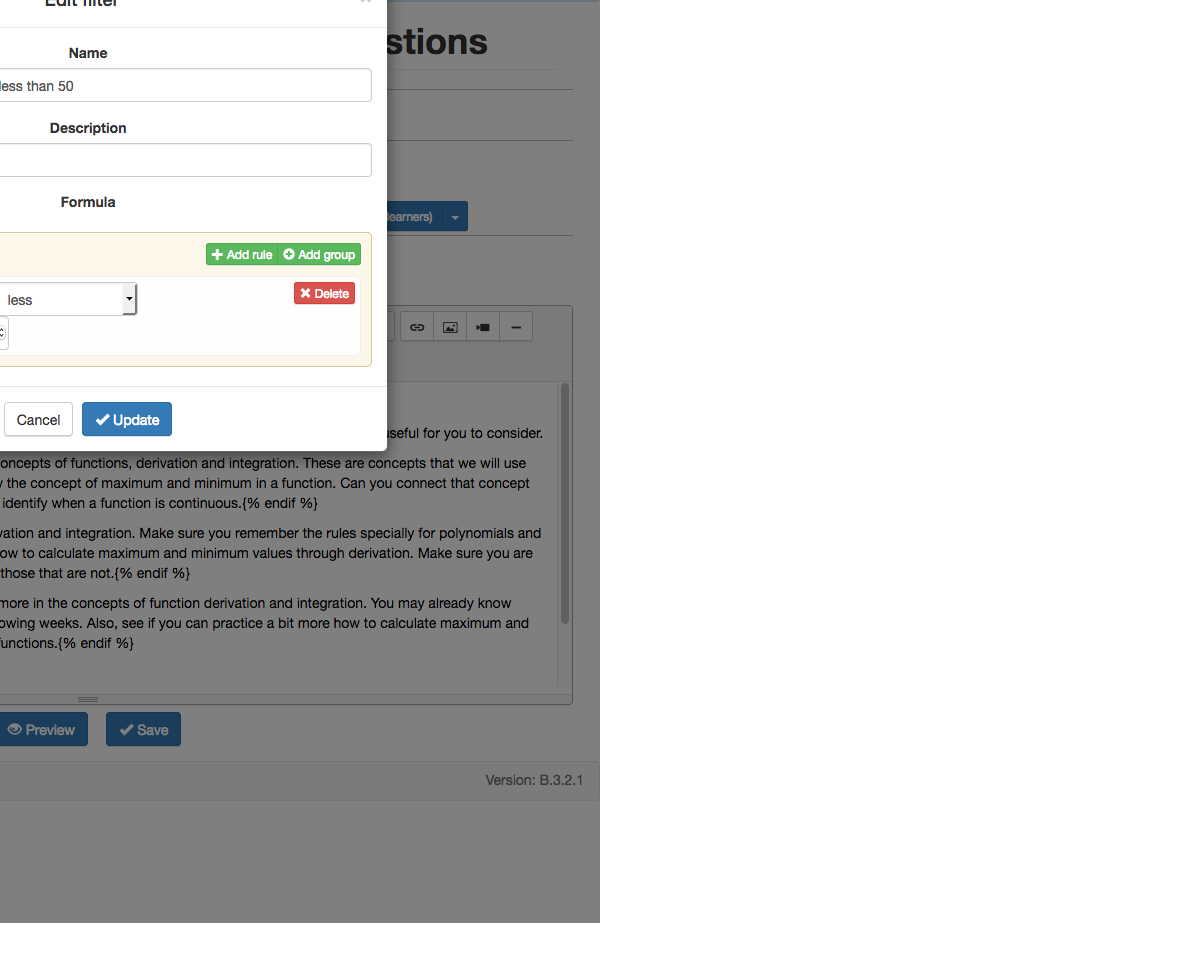 Edit filter
stions
Name
less than 50
Description
Formula
learners)
Add rule Add group
less
Delete
Cancel Update
useful for you to consider.
oncepts of functions, derivation and integration. These are concepts that we will use
the concept of maximum and minimum in a function. Can you connect that concept
identify when a function is continuous.{% endif %}
vation and integration. Make sure you remember the rules specially for polynomials and
ow to calculate maximum and minimum values through derivation. Make sure you are
those that are not.{% endif %}
more in the concepts of function derivation and integration. You may already know
owing weeks. Also, see if you can practice a bit more how to calculate maximum and
functions.{% endif %}
Preview Save
Version: B.3.2.1